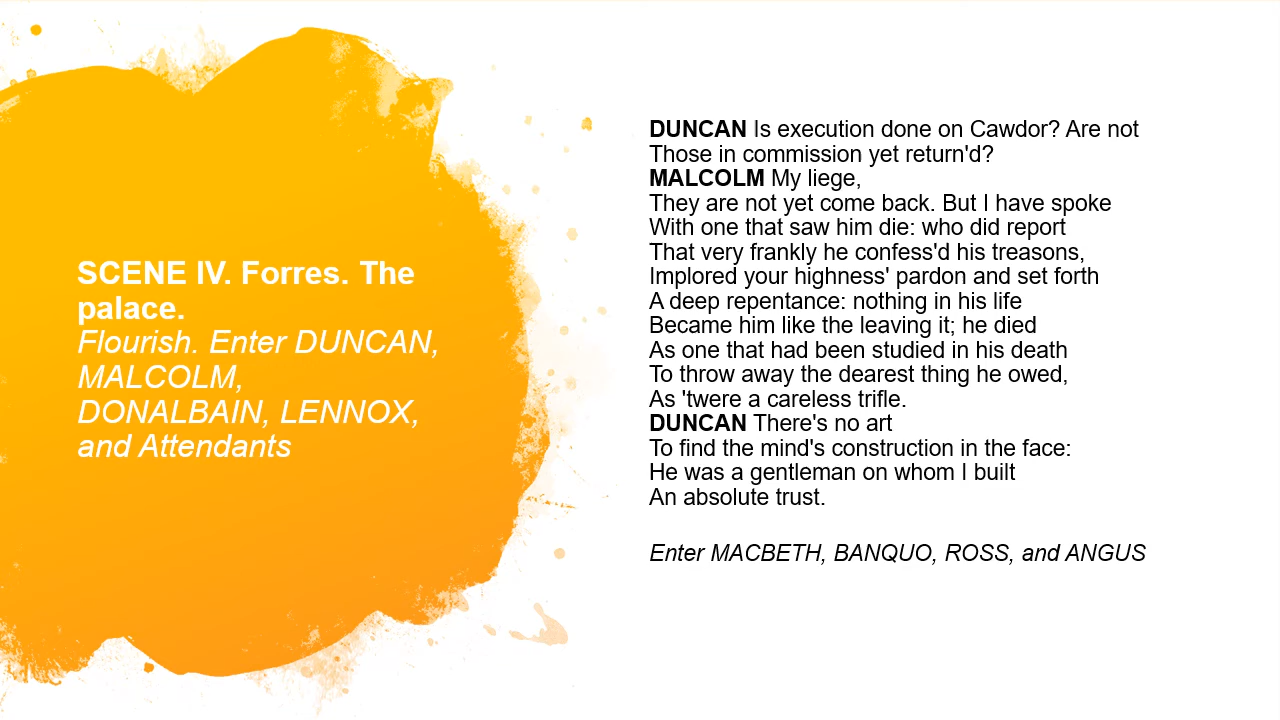 SCENE IV. Forres. The
palace.
Flourish. Enter DUNCAN,
MALCOLM,
DONALBAIN, LENNOX,
and Attendants
DUNCAN Is execution done on Cawdor? Are not
Those in commission yet return'd?
MALCOLM My liege,
They are not yet come back. But I have spoke
With one that saw him die: who did report
That very frankly he confess'd his treasons,
Implored your highness' pardon and set forth
A deep repentance: nothing in his life
Became him like the leaving it; he died
As one that had been studied in his death
To throw away the dearest thing he owed,
As 'twere a careless trifle.
DUNCAN There's no art
To find the mind's construction in the face:
He was a gentleman on whom I built
An absolute trust.
Enter MACBETH, BANQUO, ROSS, and ANGUS